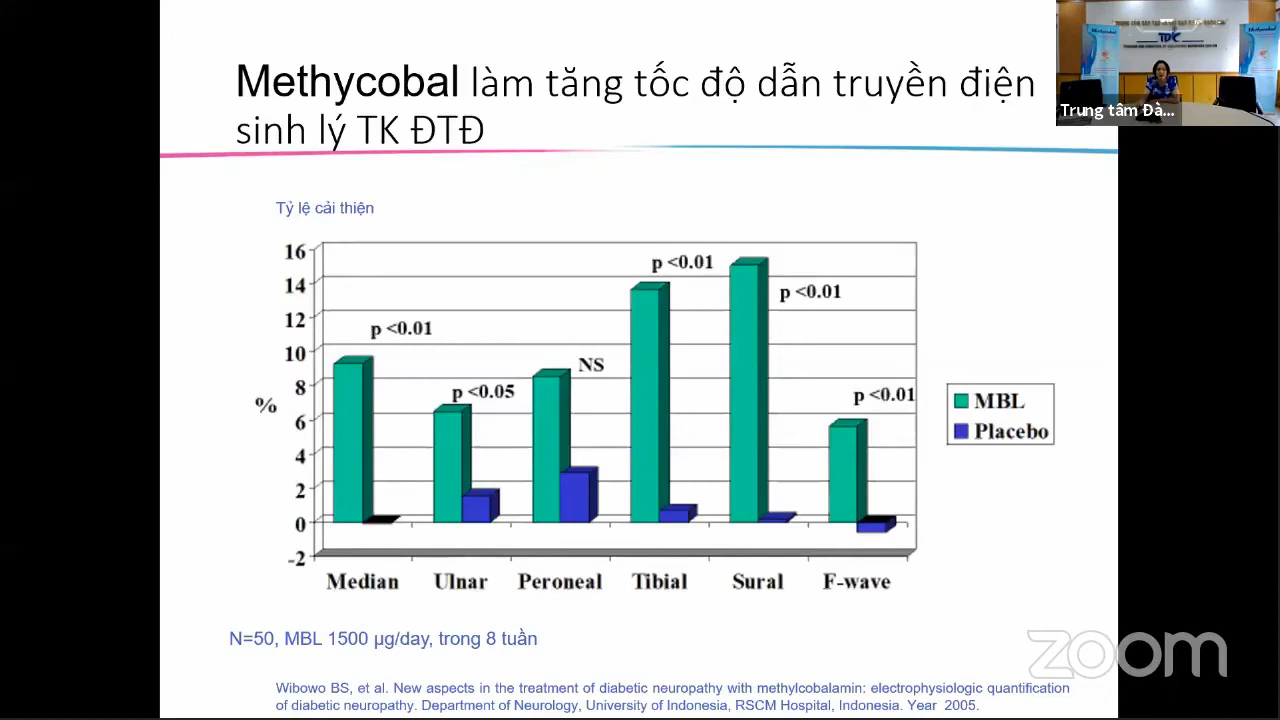 Methycobal làm tăng tốc độ dẫn truyền điện
sinh lý TK ĐTĐ
Trung tâm Đà...
Methycobal
TDC
Tỷ lệ cải thiện
16
14
12
10
8
6
4
2
0
-2
%
p <0.01
p <0.05
NS
p <0.01
p <0.01
p <0.01
MBL
Placebo
Median Ulnar Peroneal Tibial Sural F-wave
N=50, MBL 1500 µg/day, trong 8 tuần
zoom
Wibowo BS, et al. New aspects in the treatment of diabetic neuropathy with methylcobalamin: electrophysiologic quantification
of diabetic neuropathy. Department of Neurology, University of Indonesia, RSCM Hospital, Indonesia. Year 2005.